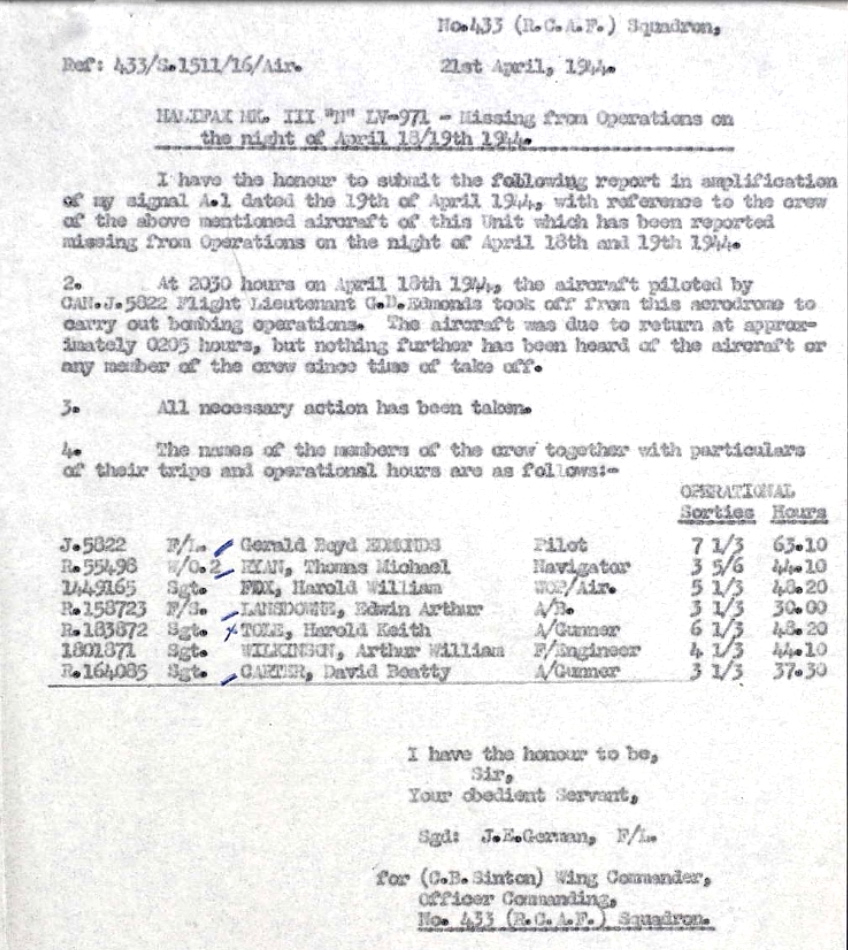 No.433 (R.C.A.F.) Squadron,
Ref: 433/S.1511/16/Air.
21st April, 1944.
HALIFAX MK. III "N" LV-971 - Missing from Operations on
the night of April 18/19th 1944.
I have the honour to submit the following report in amplification
of my signal A.1 dated the 19th of April 1944, with reference to the crew
of the above mentioned aircraft of this Unit which has been reported
missing from Operations on the night of April 18th and 19th 1944.
2. At 2030 hours on April 18th 1944, the aircraft piloted by
CAN.J.5822 Flight Lieutenant G.B.Edmonds took off from this aerodrome to
carry out bombing operations. The aircraft was due to return at approx-
imately 0205 hours, but nothing further has been heard of the aircraft or
any member of the crew since time of take off.
3. All necessary action has been taken.
4. The names of the members of the crew together with particulars
of their trips and operational hours are as follows:-
OPERATIONAL
Sorties Hours
J.5822 F/L. Gerald Boyd EDMONDS Pilot 7 1/3 63.10
R.55498 W/O.2 RYAN, Thomas Michael Navigator 3 5/6 44.10
1449165 Sgt. FOX, Harold William WOP/Air. 5 1/3 48.20
R.158723 F/S. LANSDOWNE, Edwin Arthur A/B. 3 1/3 30.00
R.183872 Sgt. TOLE, Harold Keith A/Gunner 6 1/3 48.20
1801871 Sgt. WILKINSON, Arthur William F/Engineer 4 1/3 44.10
R.164085 Sgt. CARTER, David Beatty A/Gunner 3 1/3 37.30
I have the honour to be,
Sir,
Your obedient Servant,
Sgd: J.E.German, F/L.
for (C.B. Sinton) Wing Commander,
Officer Commanding,
No. 433 (R.C.A.F.) Squadron.